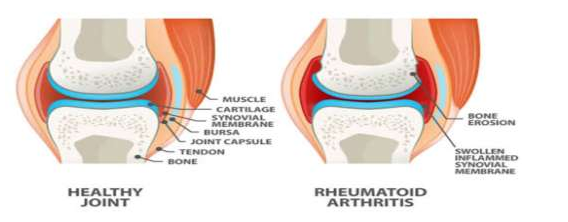 MUSCLE
CARTILAGE
SYNOVIAL
MEMBRANE
BURSA
JOINT CAPSULE
TENDON
BONE
HEALTHY
JOINT
BONE
EROSION
SWOLLEN
INFLAMMED
SYNOVIAL
MEMBRANE
RHEUMATOID
ARTHRITIS